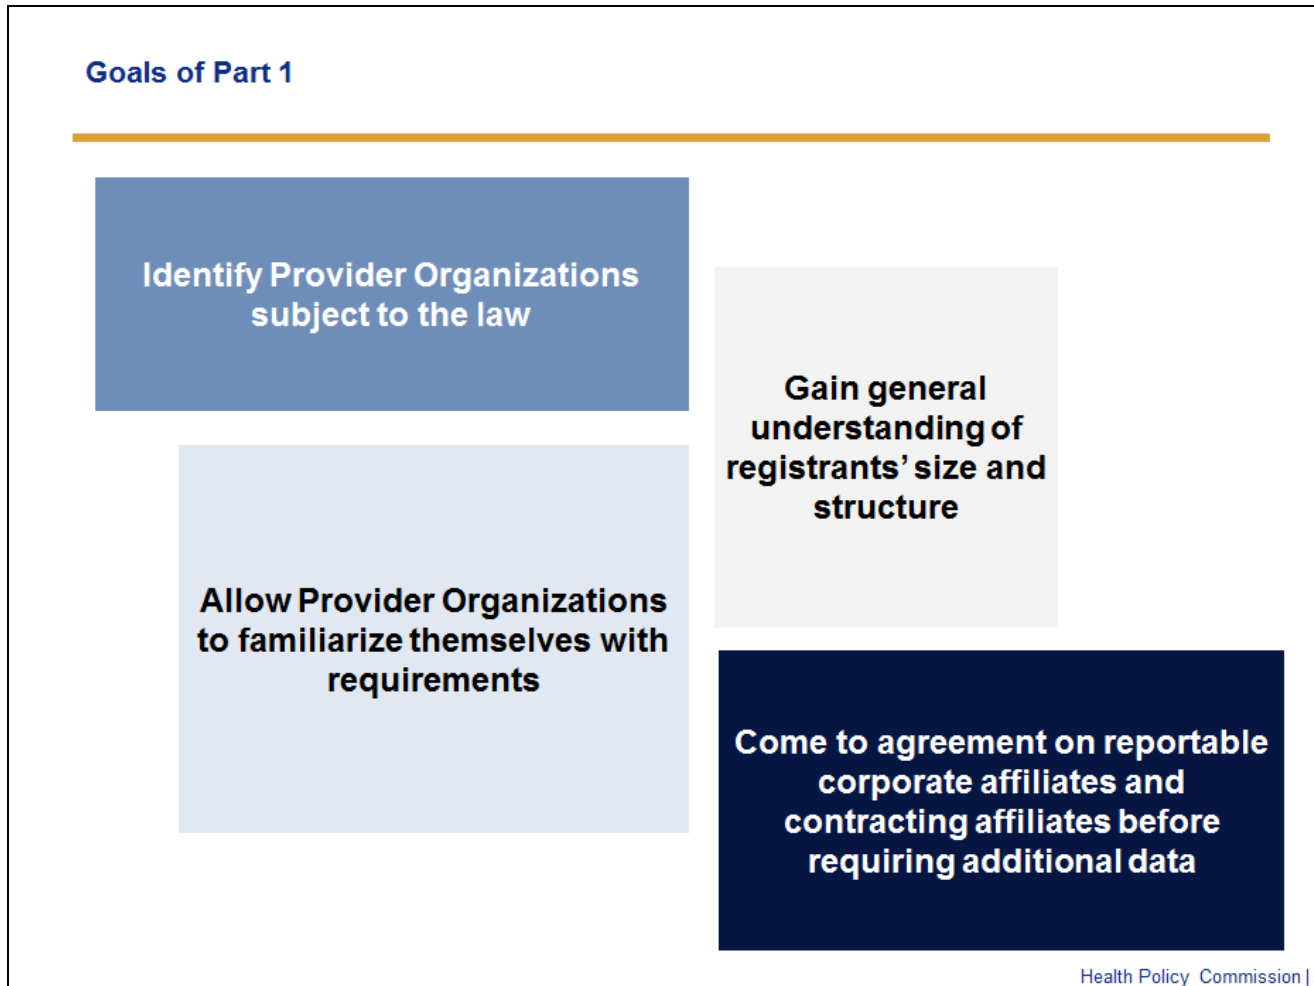 Goals of Part 1
Identify Provider Organizations
subject to the law
Gain general
understanding of
registrants’ size and
structure
Allow Provider Organizations
to familiarize themselves with
requirements
Come to agreement on reportable
corporate affiliates and
contracting affiliates before
requiring additional data
Health Policy Commission |